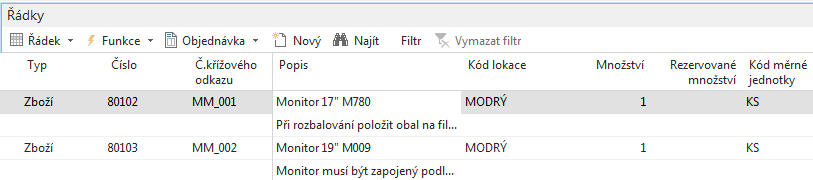 Řádky
Řádek Funkce Objednávka Nový Najít Filtr Vymazat filtr
Typ Číslo Č.křížového odkazu Popis Kód lokace Množství Rezervované množství Kód měrné jednotky
Zboží 80102 MM_001 Monitor 17" M780 MODRÝ 1 KS
Při rozbalování položit obal na fil...
Zboží 80103 MM_002 Monitor 19" M009 MODRÝ 1 KS
Monitor musí být zapojený podl...